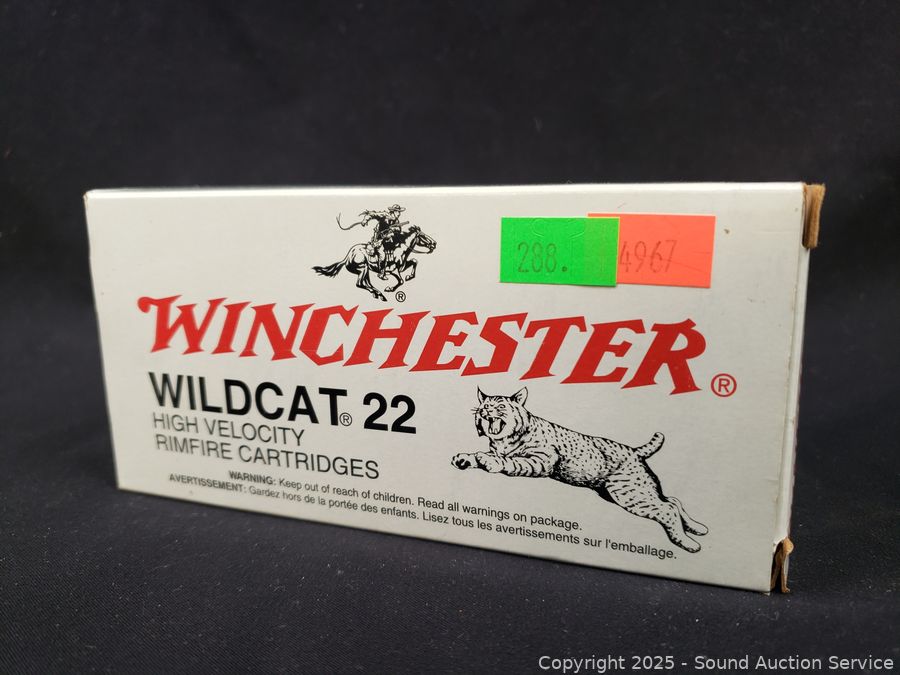 288.
4967
®
WINCHESTER®
WILDCAT® 22
HIGH VELOCITY
RIMFIRE CARTRIDGES
WARNING: Keep out of reach of children. Read all warnings on package.
AVERTISSEMENT: Gardez hors de la portée des enfants. Lisez tous les avertissements sur l'emballage.
Copyright 2025 - Sound Auction Service